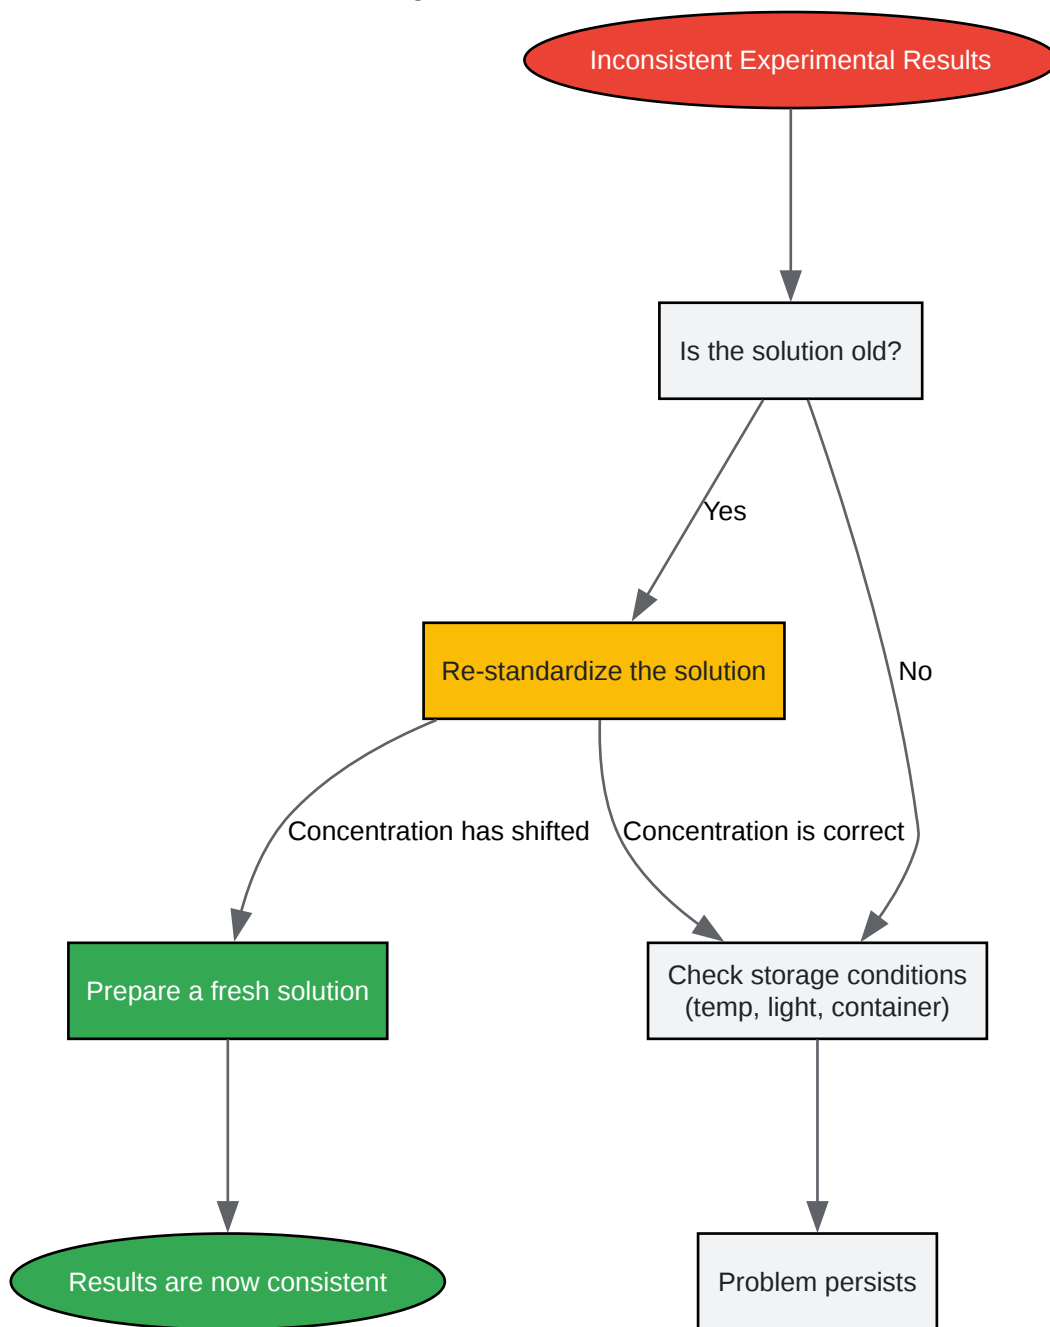 Inconsistent Experimental Results
Is the solution old?
Yes
Re-standardize the solution
No
Concentration has shifted
Concentration is correct
Prepare a fresh solution
Check storage conditions
(temp, light, container)
Results are now consistent
Problem persists